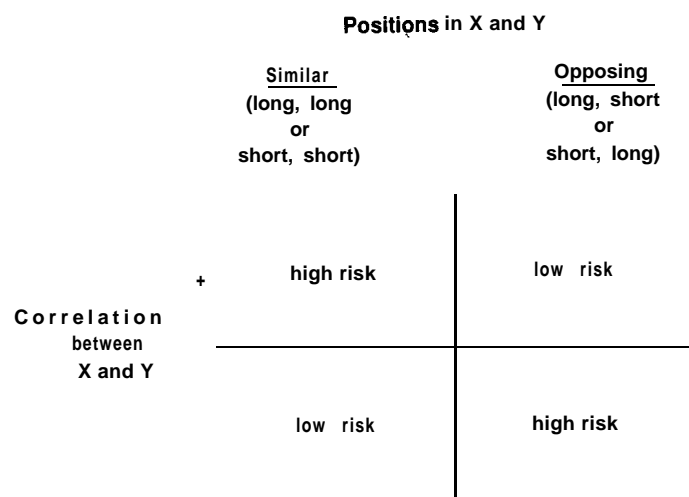 Positions in X and Y
Similar
(long, long
or
short, short)
Opposing
(long, short
or
short, long)
+
high risk
low risk
Correlation
between
X and Y
low risk
high risk